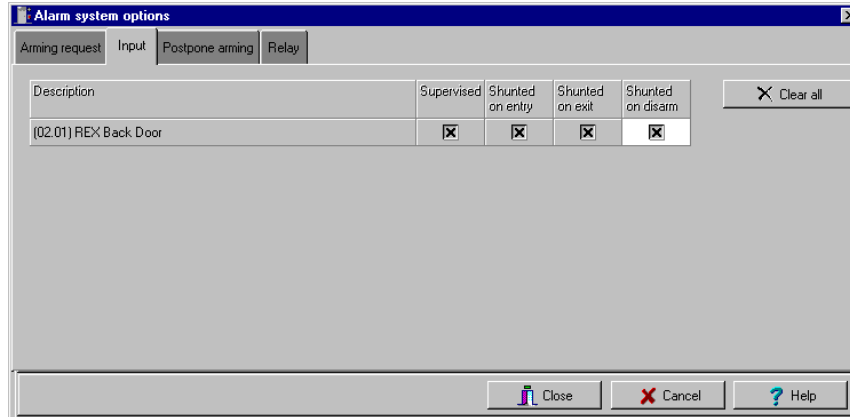 Alarm system options
Arming request Input Postpone arming Relay
Description Supervised Shunted on entry Shunted on exit Shunted on disarm Clear all
(02.01) REX Back Door
Close Cancel Help